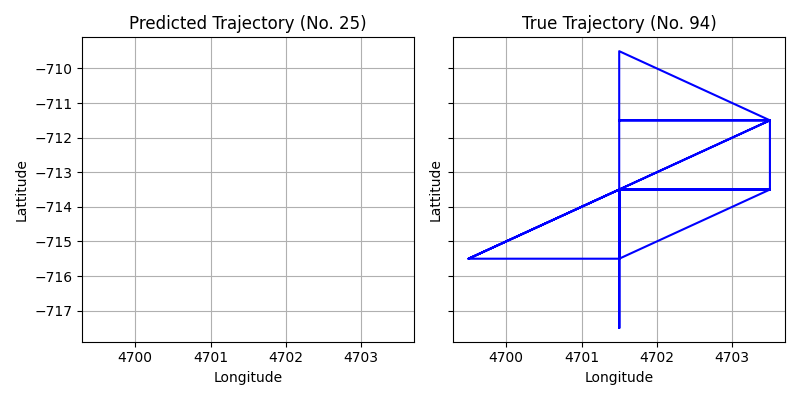 Predicted Trajectory (No. 25)
Lattitude
−710
−711
−712
−713
−714
−715
−716
−717
4700 4701 4702 4703
Longitude
True Trajectory (No. 94)
Lattitude
4700 4701 4702 4703
Longitude